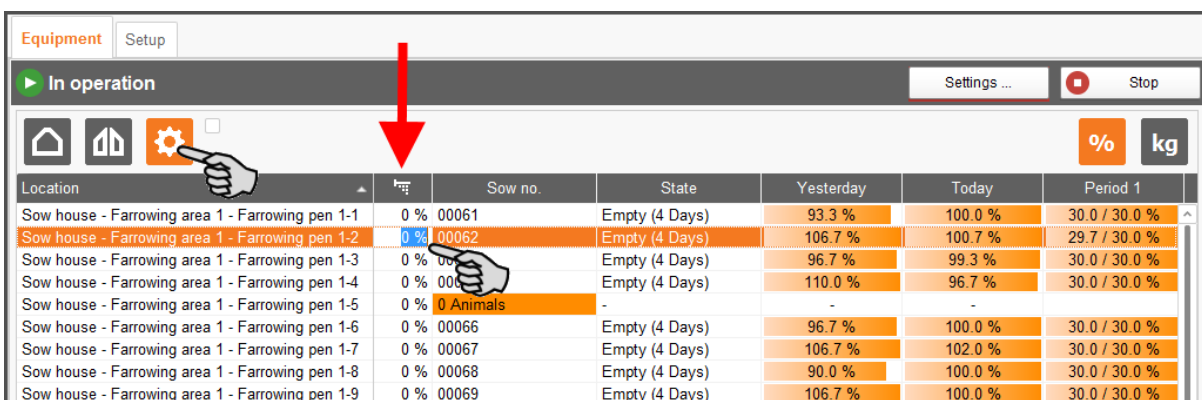 Equipment Setup
In operation Settings ... Stop
% kg
Location Sow no. State Yesterday Today Period 1
Sow house - Farrowing area 1 - Farrowing pen 1-1 0 % 00061 Empty (4 Days) 93.3 % 100.0 % 30.0 / 30.0 %
Sow house - Farrowing area 1 - Farrowing pen 1-2 0 % 00062 Empty (4 Days) 106.7 % 100.7 % 29.7 / 30.0 %
Sow house - Farrowing area 1 - Farrowing pen 1-3 0 % Empty (4 Days) 96.7 % 99.3 % 30.0 / 30.0 %
Sow house - Farrowing area 1 - Farrowing pen 1-4 0 % Empty (4 Days) 110.0 % 96.7 % 30.0 / 30.0 %
Sow house - Farrowing area 1 - Farrowing pen 1-5 0 % 0 Animals - - - -
Sow house - Farrowing area 1 - Farrowing pen 1-6 0 % 00066 Empty (4 Days) 96.7 % 100.0 % 30.0 / 30.0 %
Sow house - Farrowing area 1 - Farrowing pen 1-7 0 % 00067 Empty (4 Days) 106.7 % 102.0 % 30.0 / 30.0 %
Sow house - Farrowing area 1 - Farrowing pen 1-8 0 % 00068 Empty (4 Days) 90.0 % 100.0 % 30.0 / 30.0 %
Sow house - Farrowing area 1 - Farrowing pen 1-9 0 % 00069 Empty (4 Days) 106.7 % 100.0 % 30.0 / 30.0 %